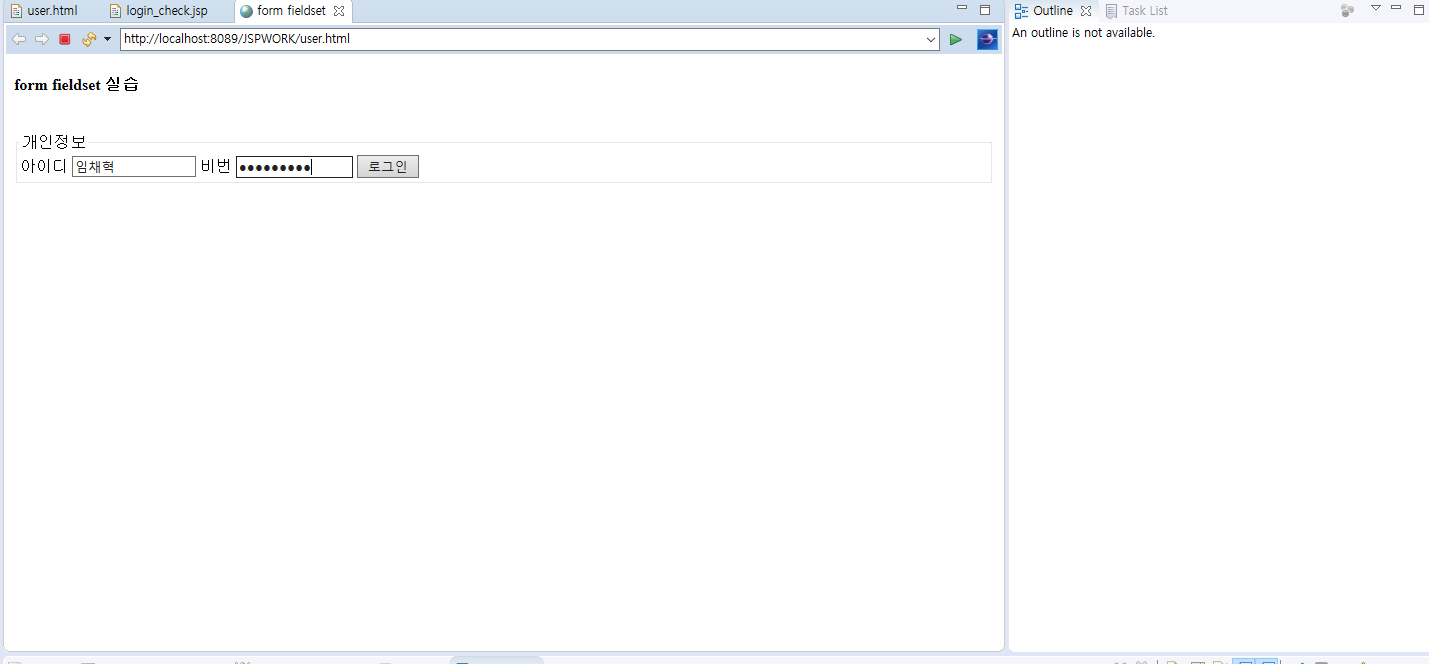 user.html login_check.jsp form fieldset Outline Task List
http://localhost:8089/JSPWORK/user.html
An outline is not available.
form fieldset 실습
개인정보
아이디 임채혁 비번 ●●●●●●●●● 로그인